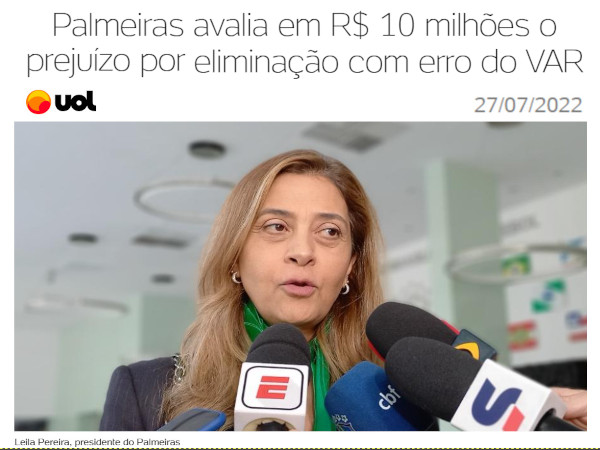 Palmeiras avalia em R$ 10 milhões o
prejuízo por eliminação com erro do VAR
uol
27/07/2022
E
cbf
S
Leila Pereira, presidente do Palmeiras